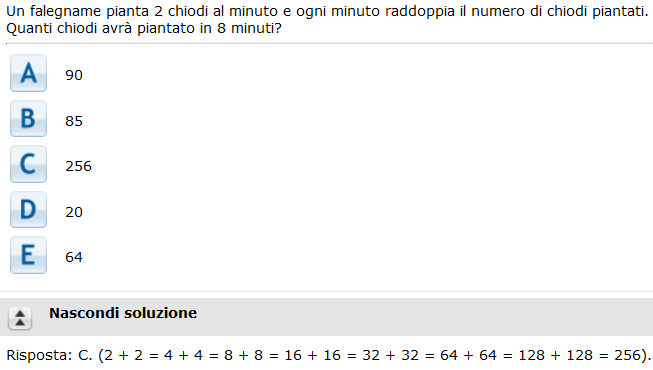 Un falegname pianta 2 chiodi al minuto e ogni minuto raddoppia il numero di chiodi piantati.
Quanti chiodi avrà piantato in 8 minuti?
A 90
B 85
C 256
D 20
E 64
Nascondi soluzione
Risposta: C. (2 + 2 = 4 + 4 = 8 + 8 = 16 + 16 = 32 + 32 = 64 + 64 = 128 + 128 = 256).